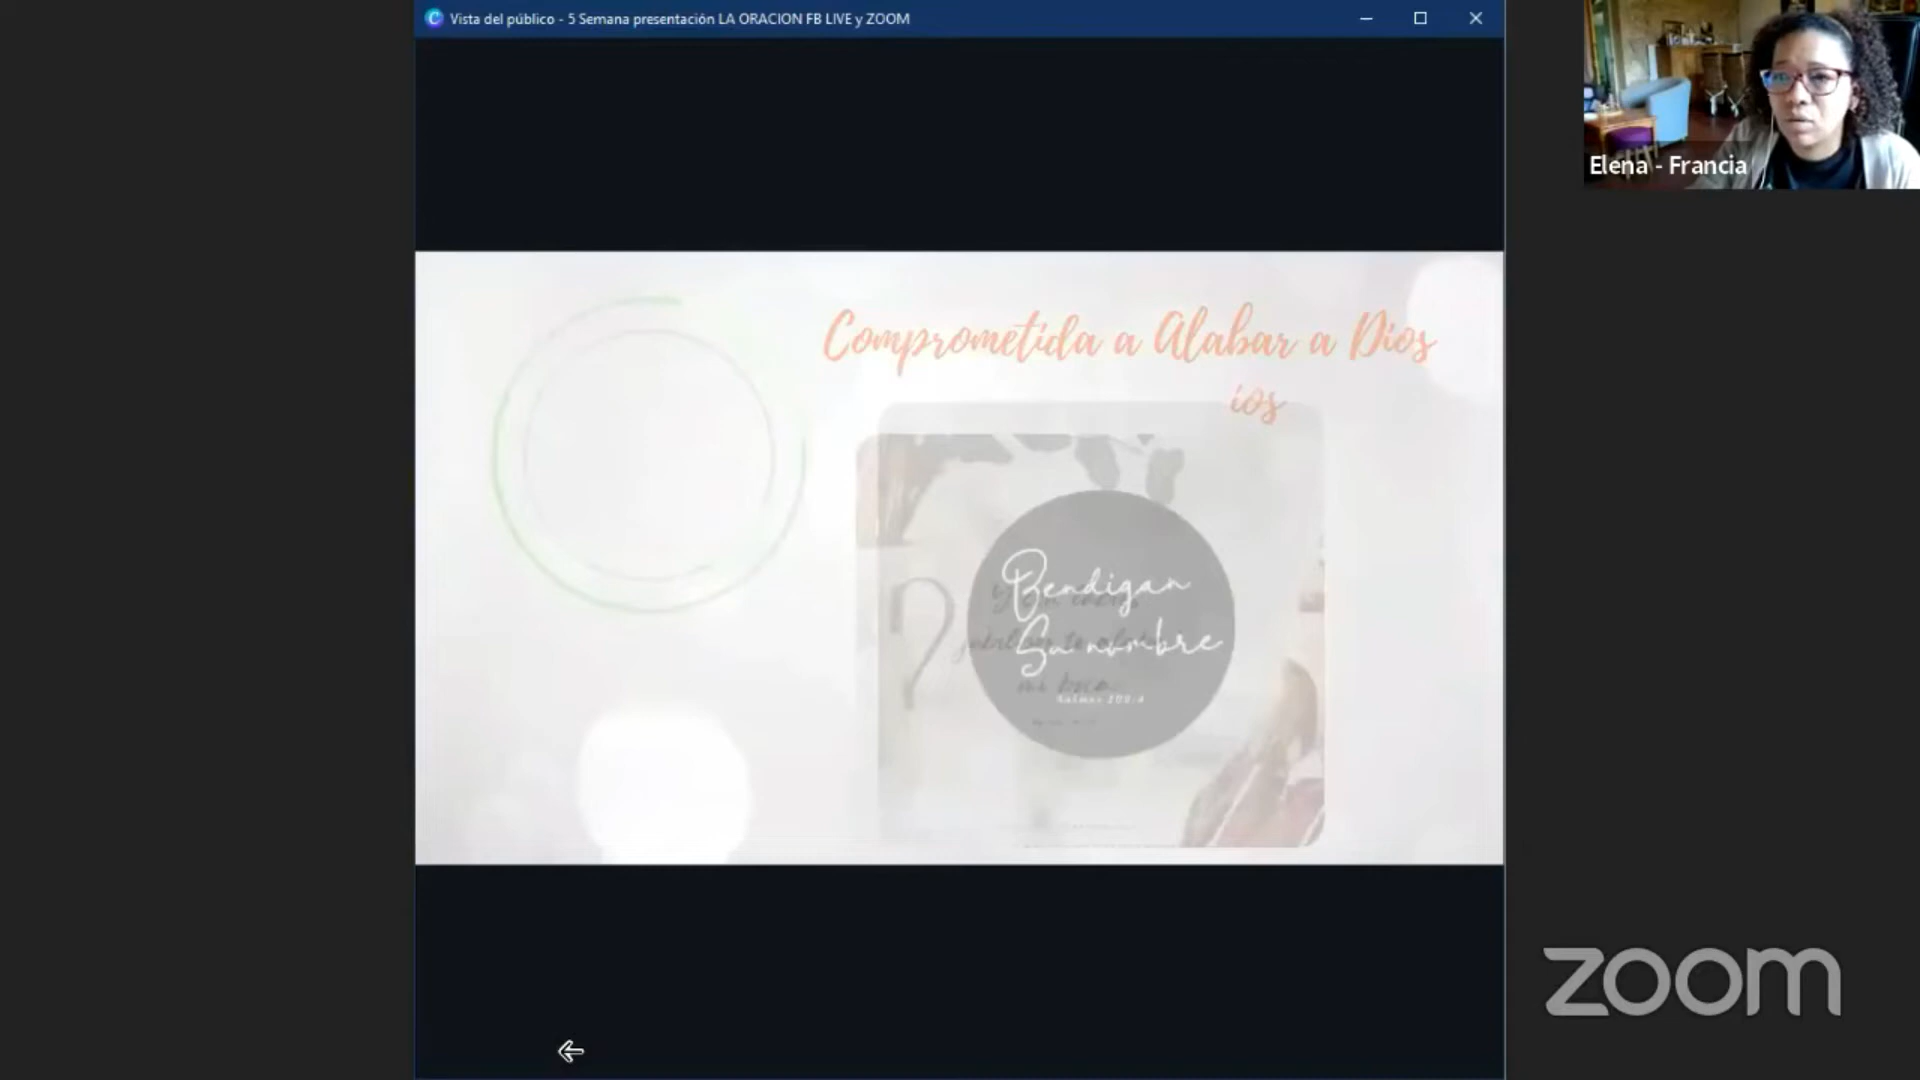 Vista del público - 5 Semana presentación LA ORACION FB LIVE y ZOOM
Elena - Francia
Comprometida a Alabar a Dios
ios
Bendigan
Su nombre
zoom